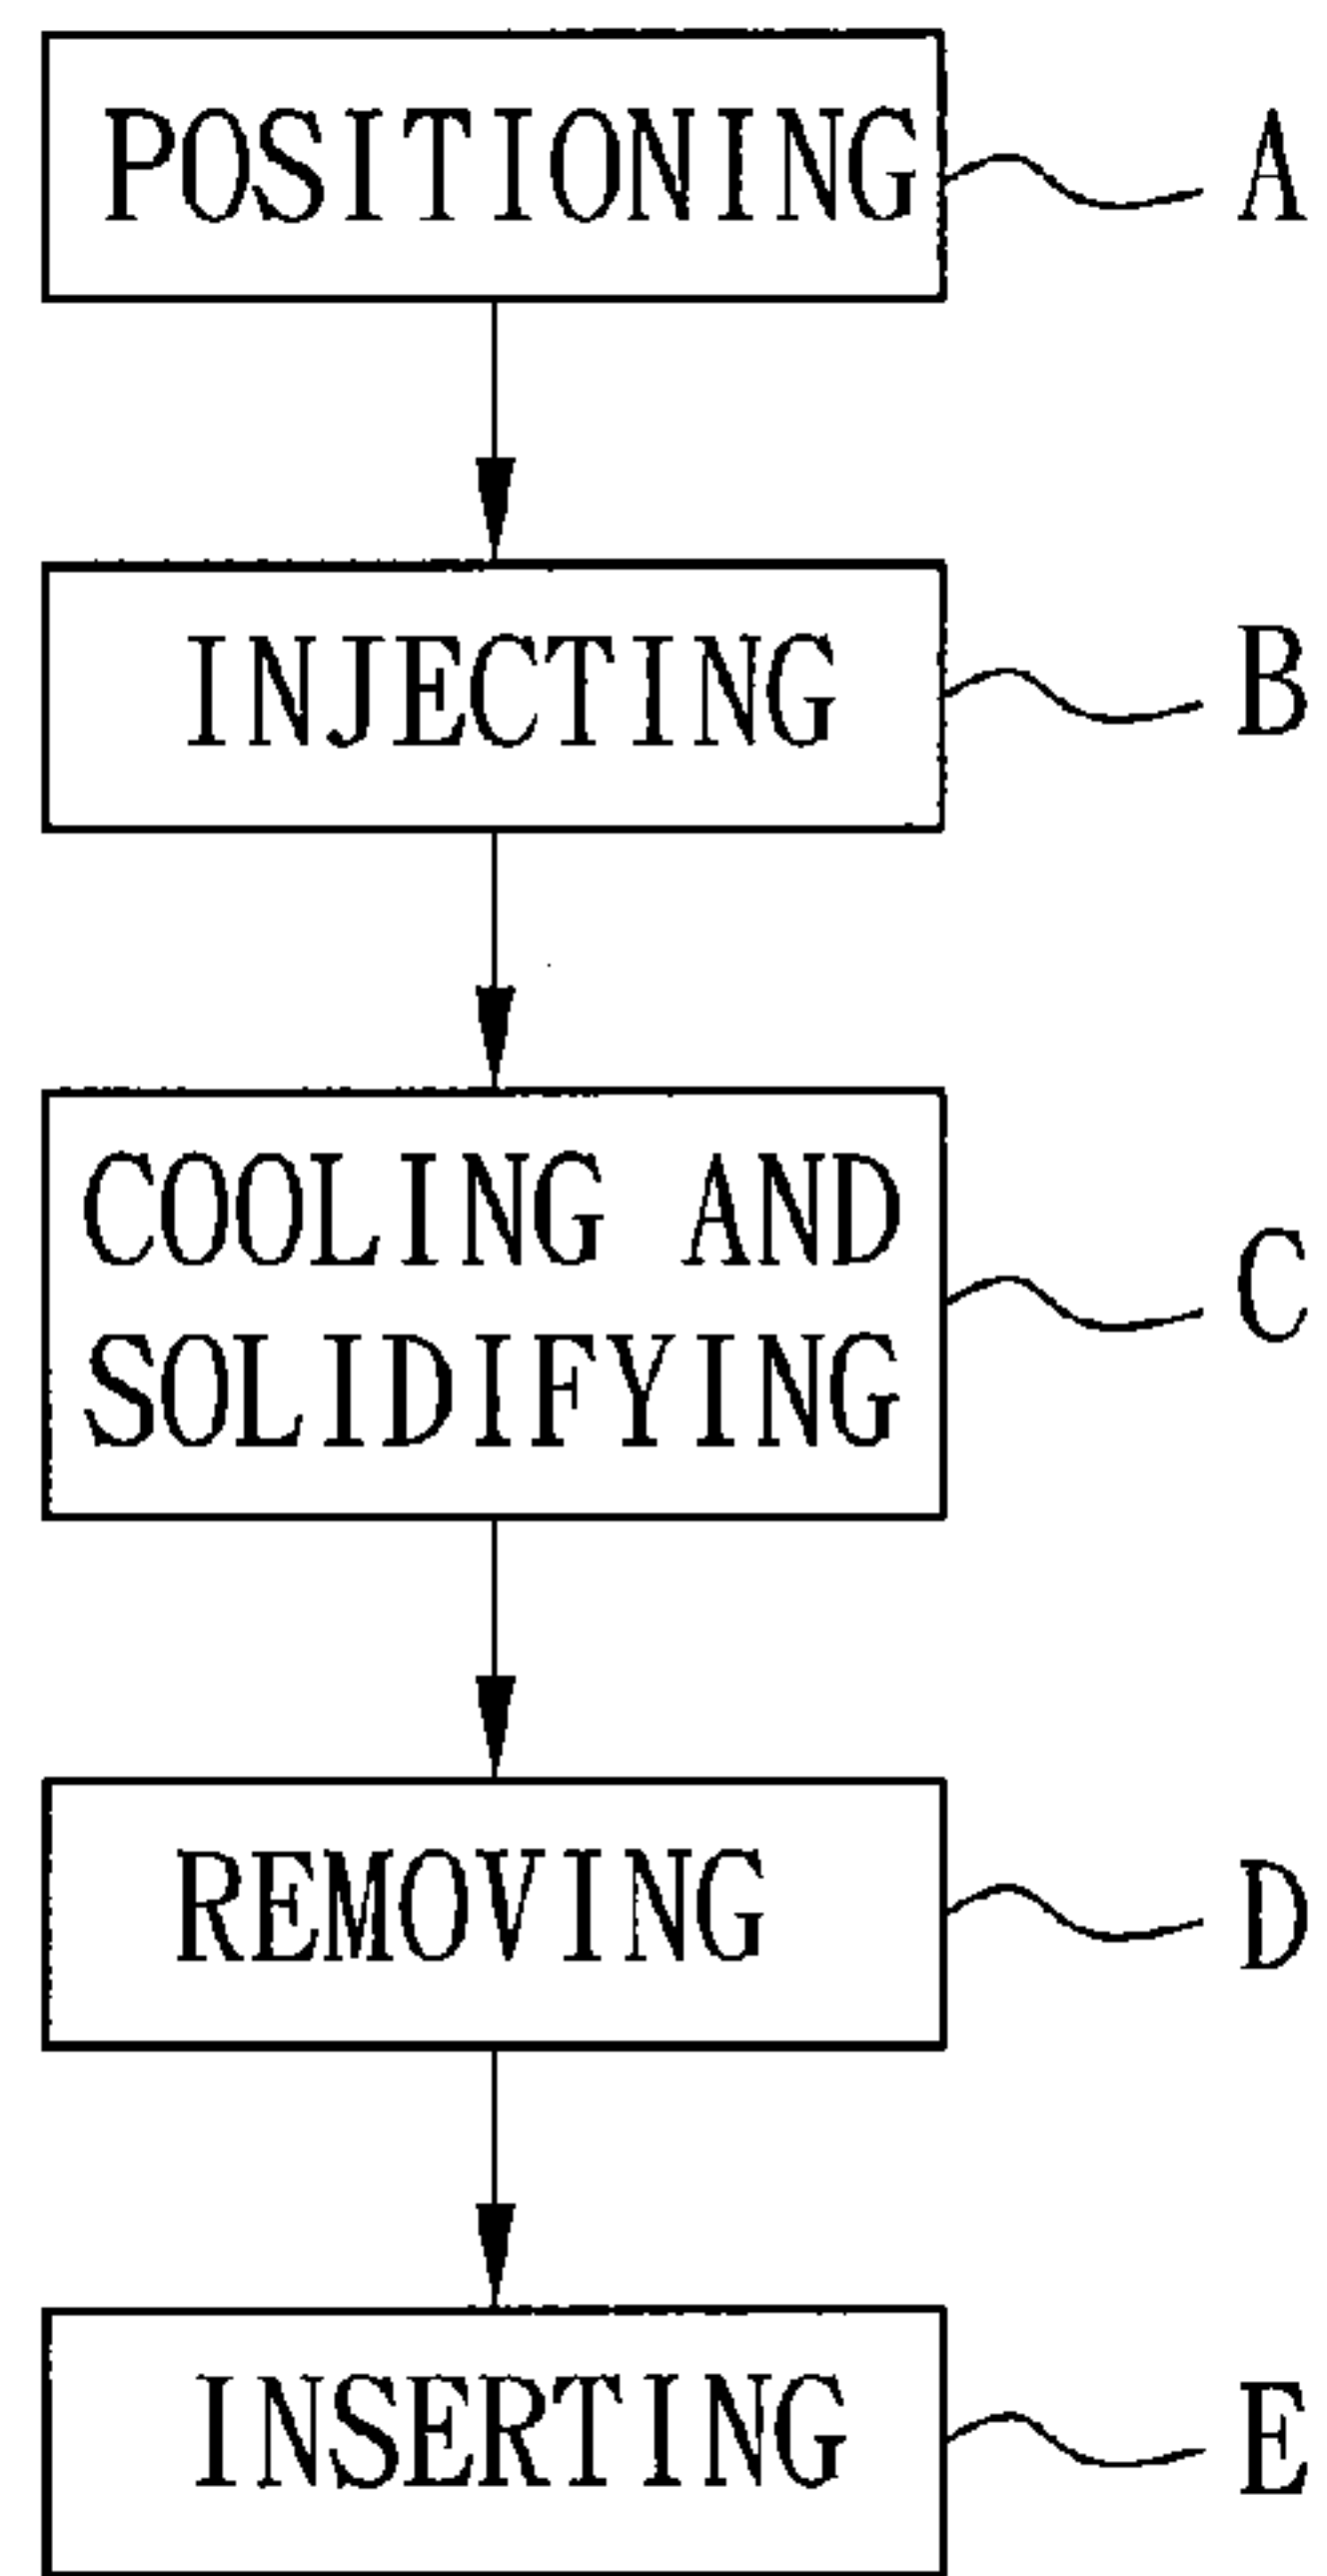 POSITIONING A
INJECTING B
COOLING AND
SOLIDIFYING C
REMOVING D
INSERTING E